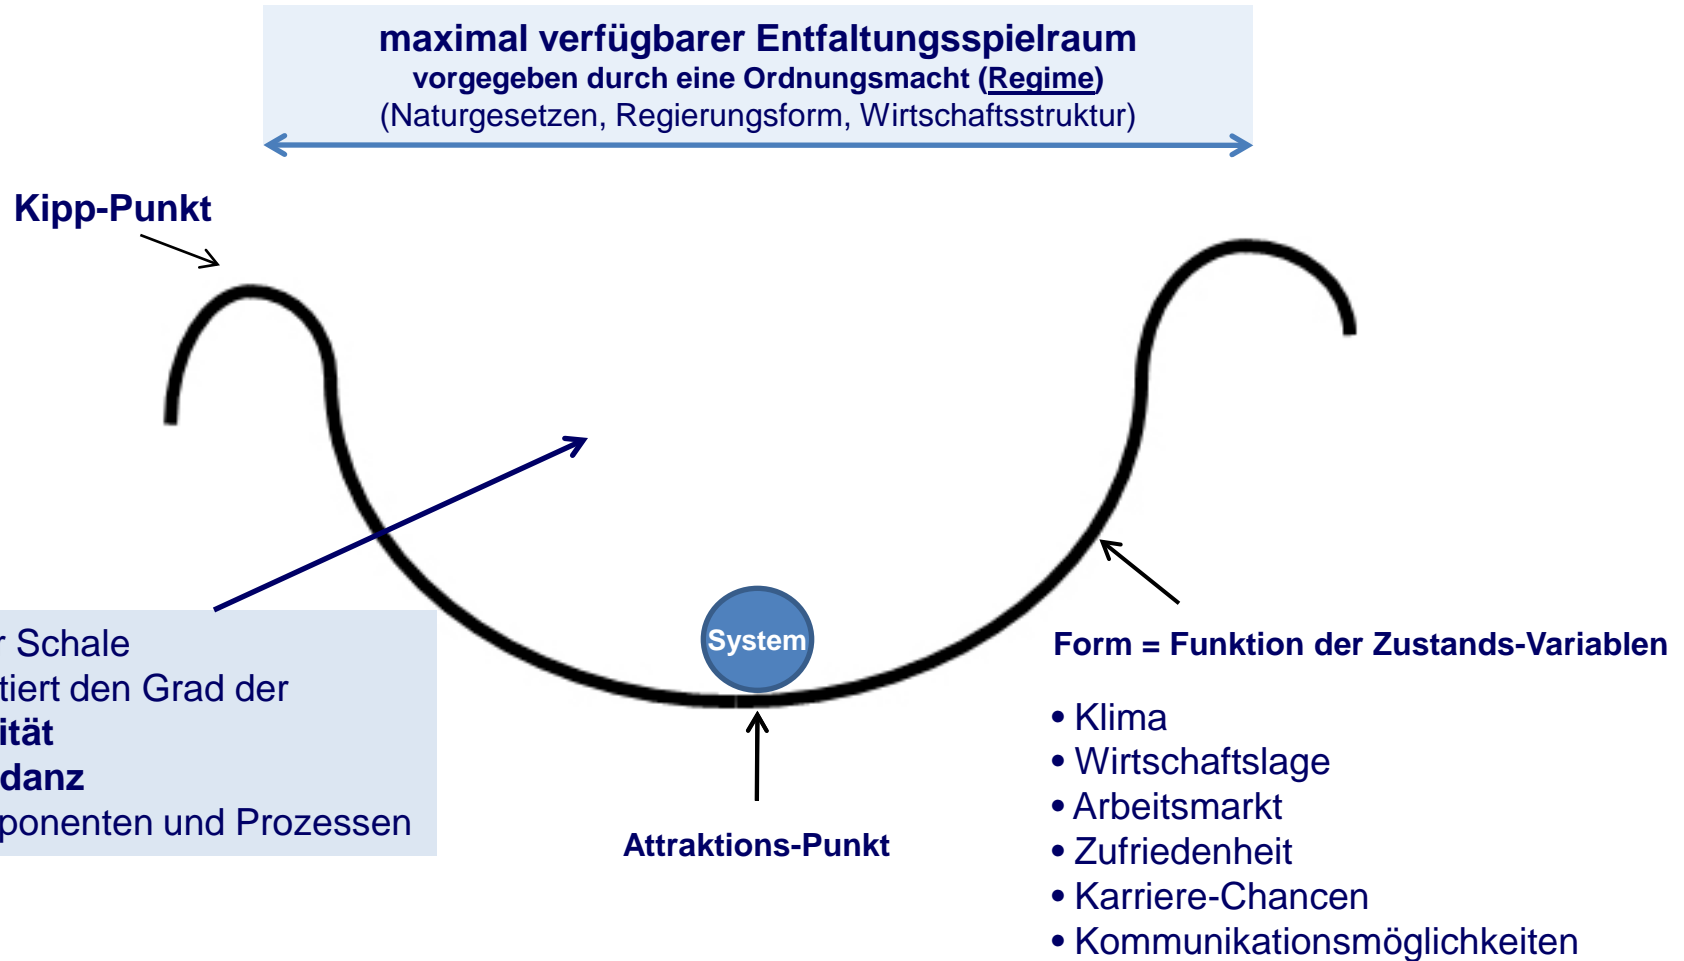 maximal verfügbarer Entfaltungsspielraum
vorgegeben durch eine Ordnungsmacht (Regime)
(Naturgesetzen, Regierungsform, Wirtschaftsstruktur)
Kipp-Punkt
r Schale
tiert den Grad der
ität
danz
ponenten und Prozessen
System
Attraktions-Punkt
Form = Funktion der Zustands-Variablen
• Klima
• Wirtschaftslage
• Arbeitsmarkt
• Zufriedenheit
• Karriere-Chancen
• Kommunikationsmöglichkeiten